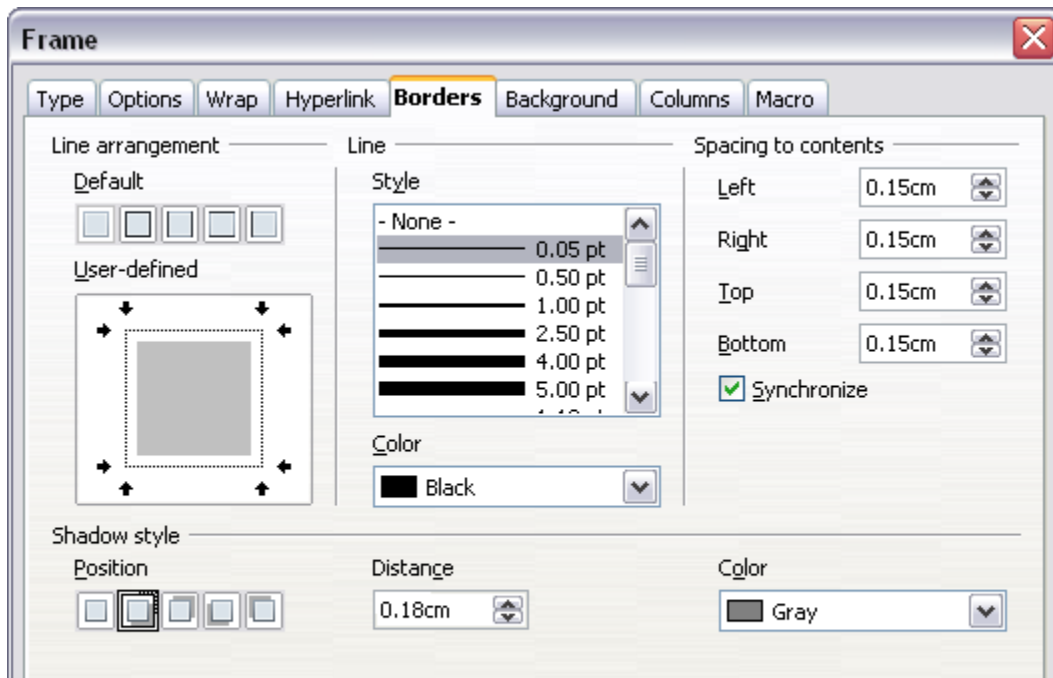 Frame
Type Options Wrap Hyperlink Borders Background Columns Macro
Line arrangement
Default
User-defined
Line
Style
- None -
0.05 pt
0.50 pt
1.00 pt
2.50 pt
4.00 pt
5.00 pt
Color
Black
Spacing to contents
Left 0.15cm
Right 0.15cm
Top 0.15cm
Bottom 0.15cm
Synchronize
Shadow style
Position
Distance
0.18cm
Color
Gray